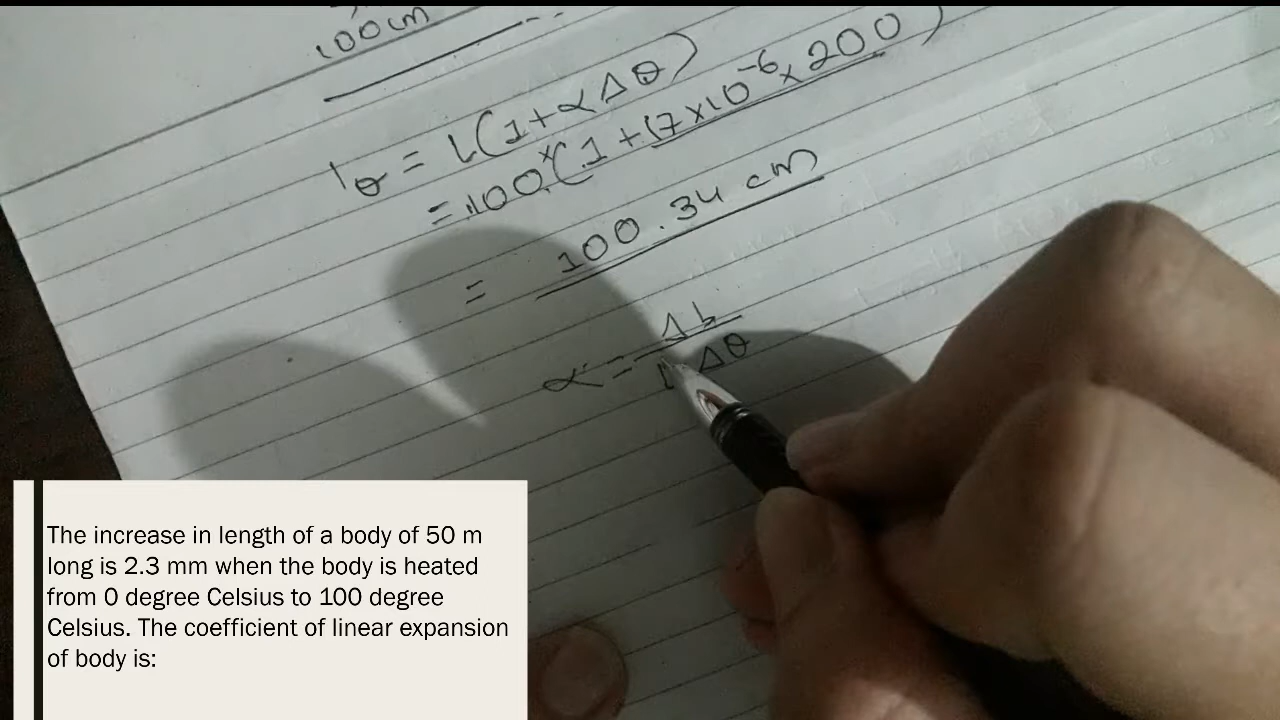 100cm
lθ = L(1+αΔθ)
= 100×(1+17×10⁻⁶×200)
= 100.34 cm
α = ΔL / L Δθ
The increase in length of a body of 50 m
long is 2.3 mm when the body is heated
from 0 degree Celsius to 100 degree
Celsius. The coefficient of linear expansion
of body is: